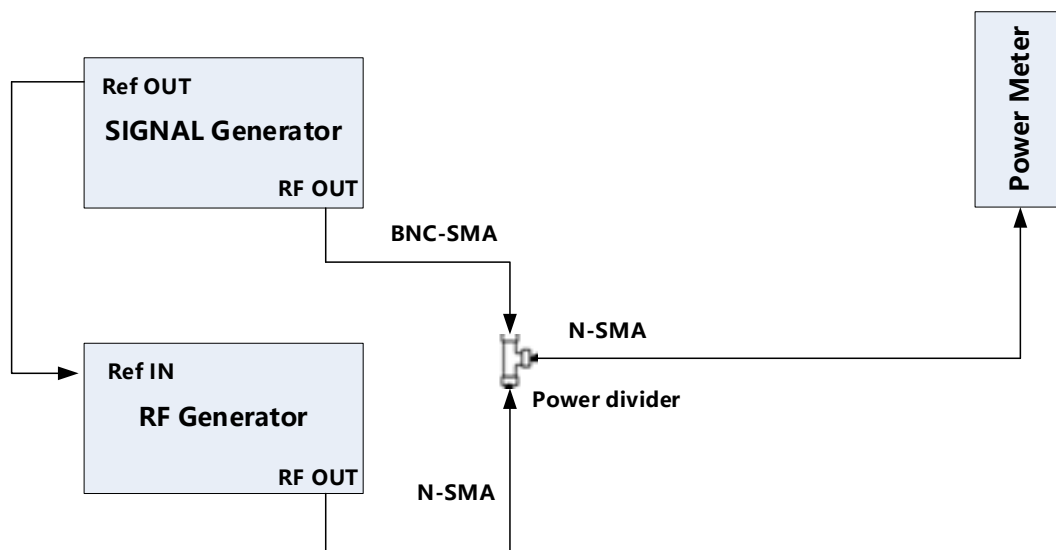 Power Meter
Ref OUT
SIGNAL Generator
RF OUT
BNC-SMA
N-SMA
Ref IN
RF Generator
Power divider
RF OUT
N-SMA